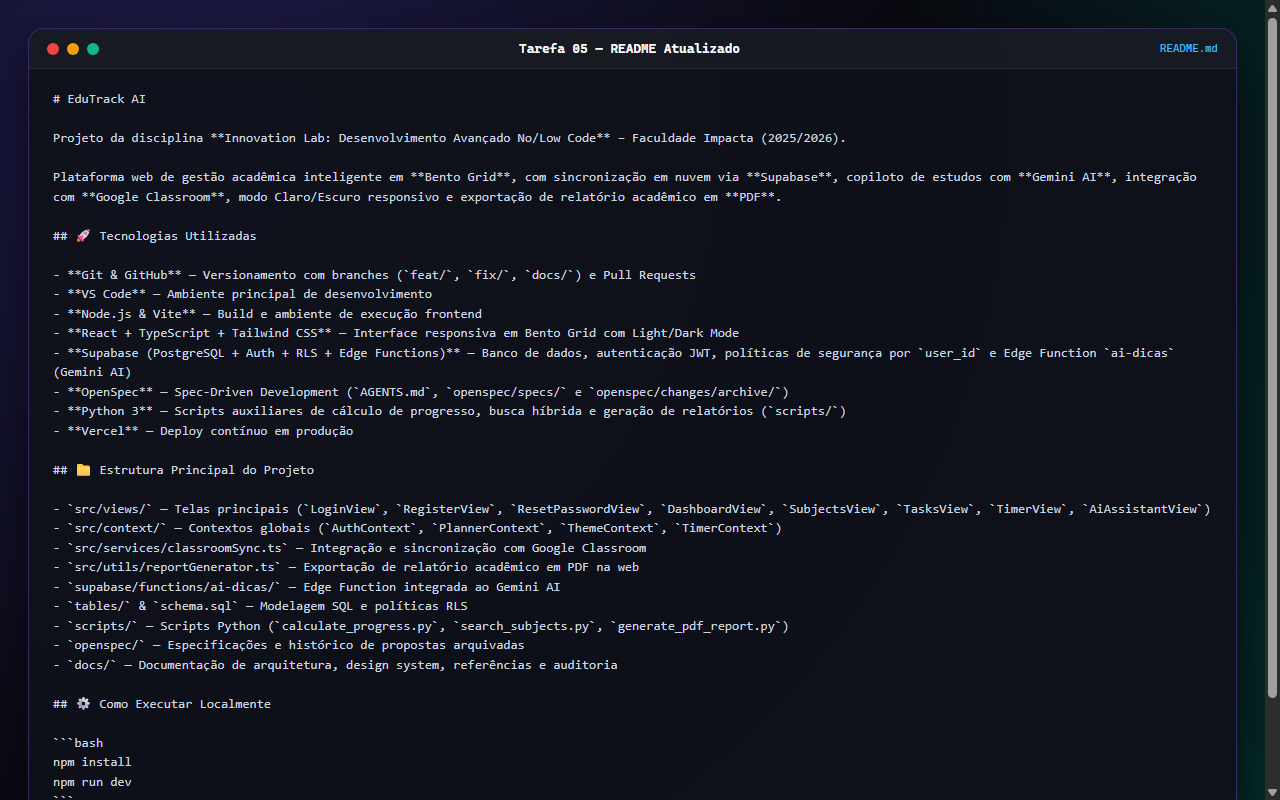 Tarefa 05 — README Atualizado
README.md
# EduTrack AI
Projeto da disciplina **Innovation Lab: Desenvolvimento Avançado No/Low Code** – Faculdade Impacta (2025/2026).
Plataforma web de gestão acadêmica inteligente em **Bento Grid**, com sincronização em nuvem via **Supabase**, copiloto de estudos com **Gemini AI**, integração
com **Google Classroom**, modo Claro/Escuro responsivo e exportação de relatório acadêmico em **PDF**.
## 🚀 Tecnologias Utilizadas
- **Git & GitHub** — Versionamento com branches (`feat/`, `fix/`, `docs/`) e Pull Requests
- **VS Code** — Ambiente principal de desenvolvimento
- **Node.js & Vite** — Build e ambiente de execução frontend
- **React + TypeScript + Tailwind CSS** — Interface responsiva em Bento Grid com Light/Dark Mode
- **Supabase (PostgreSQL + Auth + RLS + Edge Functions)** — Banco de dados, autenticação JWT, políticas de segurança por `user_id` e Edge Function `ai-dicas`
(Gemini AI)
- **OpenSpec** — Spec-Driven Development (`AGENTS.md`, `openspec/specs/` e `openspec/changes/archive/`)
- **Python 3** — Scripts auxiliares de cálculo de progresso, busca híbrida e geração de relatórios (`scripts/`)
- **Vercel** — Deploy contínuo em produção
## 📁 Estrutura Principal do Projeto
- `src/views/` — Telas principais (`LoginView`, `RegisterView`, `ResetPasswordView`, `DashboardView`, `SubjectsView`, `TasksView`, `TimerView`, `AiAssistantView`)
- `src/context/` — Contextos globais (`AuthContext`, `PlannerContext`, `ThemeContext`, `TimerContext`)
- `src/services/classroomSync.ts` — Integração e sincronização com Google Classroom
- `src/utils/reportGenerator.ts` — Exportação de relatório acadêmico em PDF na web
- `supabase/functions/ai-dicas/` — Edge Function integrada ao Gemini AI
- `tables/` & `schema.sql` — Modelagem SQL e políticas RLS
- `scripts/` — Scripts Python (`calculate_progress.py`, `search_subjects.py`, `generate_pdf_report.py`)
- `openspec/` — Especificações e histórico de propostas arquivadas
- `docs/` — Documentação de arquitetura, design system, referências e auditoria
## ⚙️ Como Executar Localmente
```bash
npm install
npm run dev
```